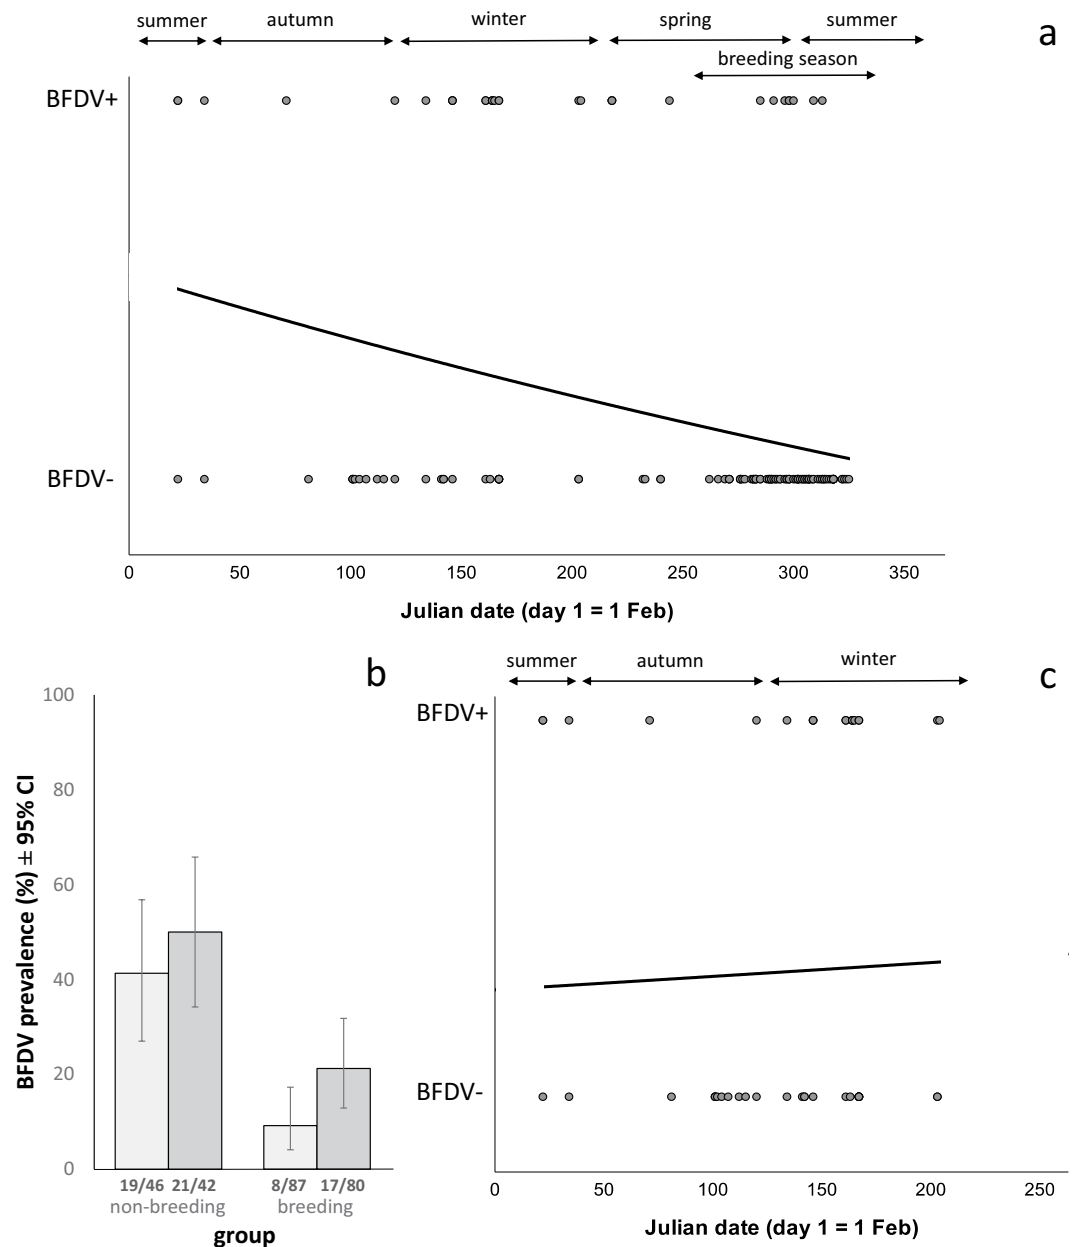 summer autumn winter spring summer
a
breeding season
BFDV+
BFDV-
0 50 100 150 200 250 300 350
Julian date (day 1 = 1 Feb)
b
100
80
60
40
20
0
BFDV prevalence (%) ± 95% CI
19/46 21/42 8/87 17/80
non-breeding breeding
group
summer autumn winter
c
BFDV+
BFDV-
0 50 100 150 200 250
Julian date (day 1 = 1 Feb)